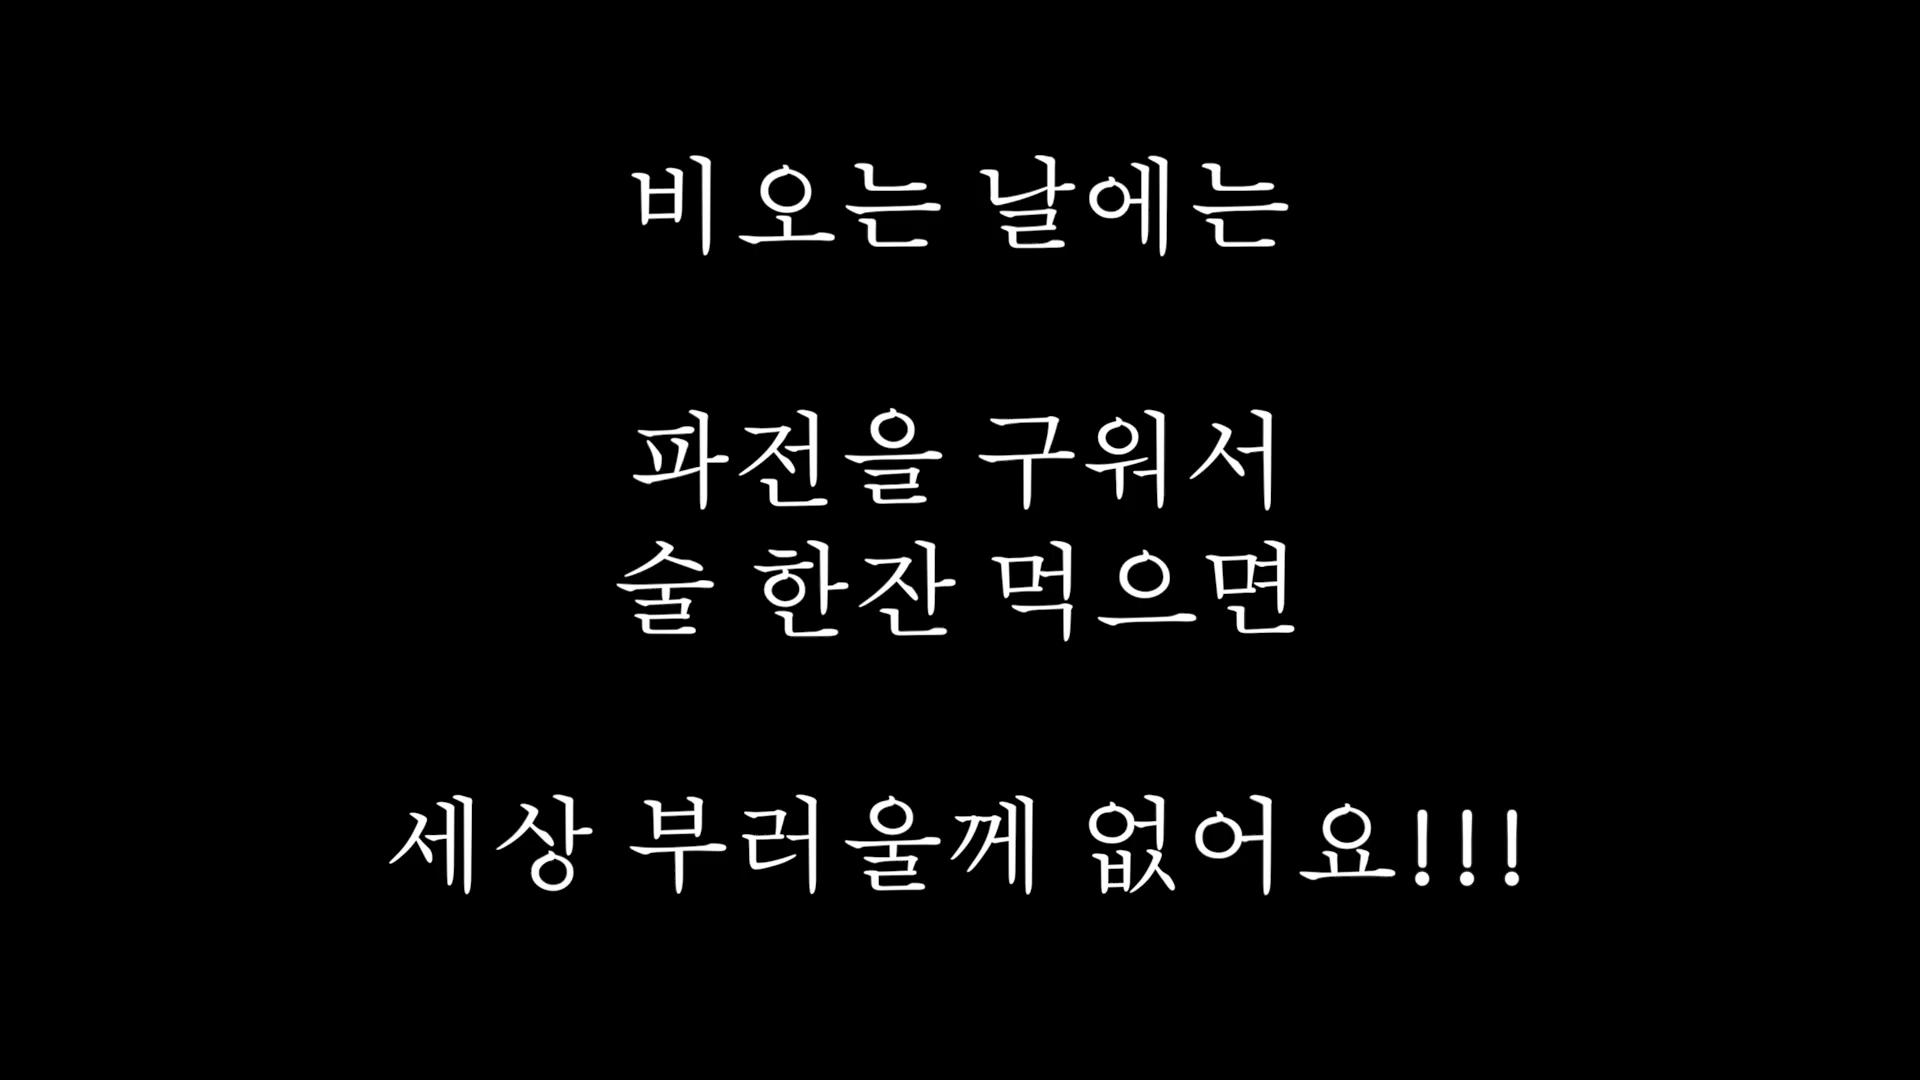 비오는 날에는
파전을 구워서
술 한잔 먹으면
세상 부러울께 없어요!!!